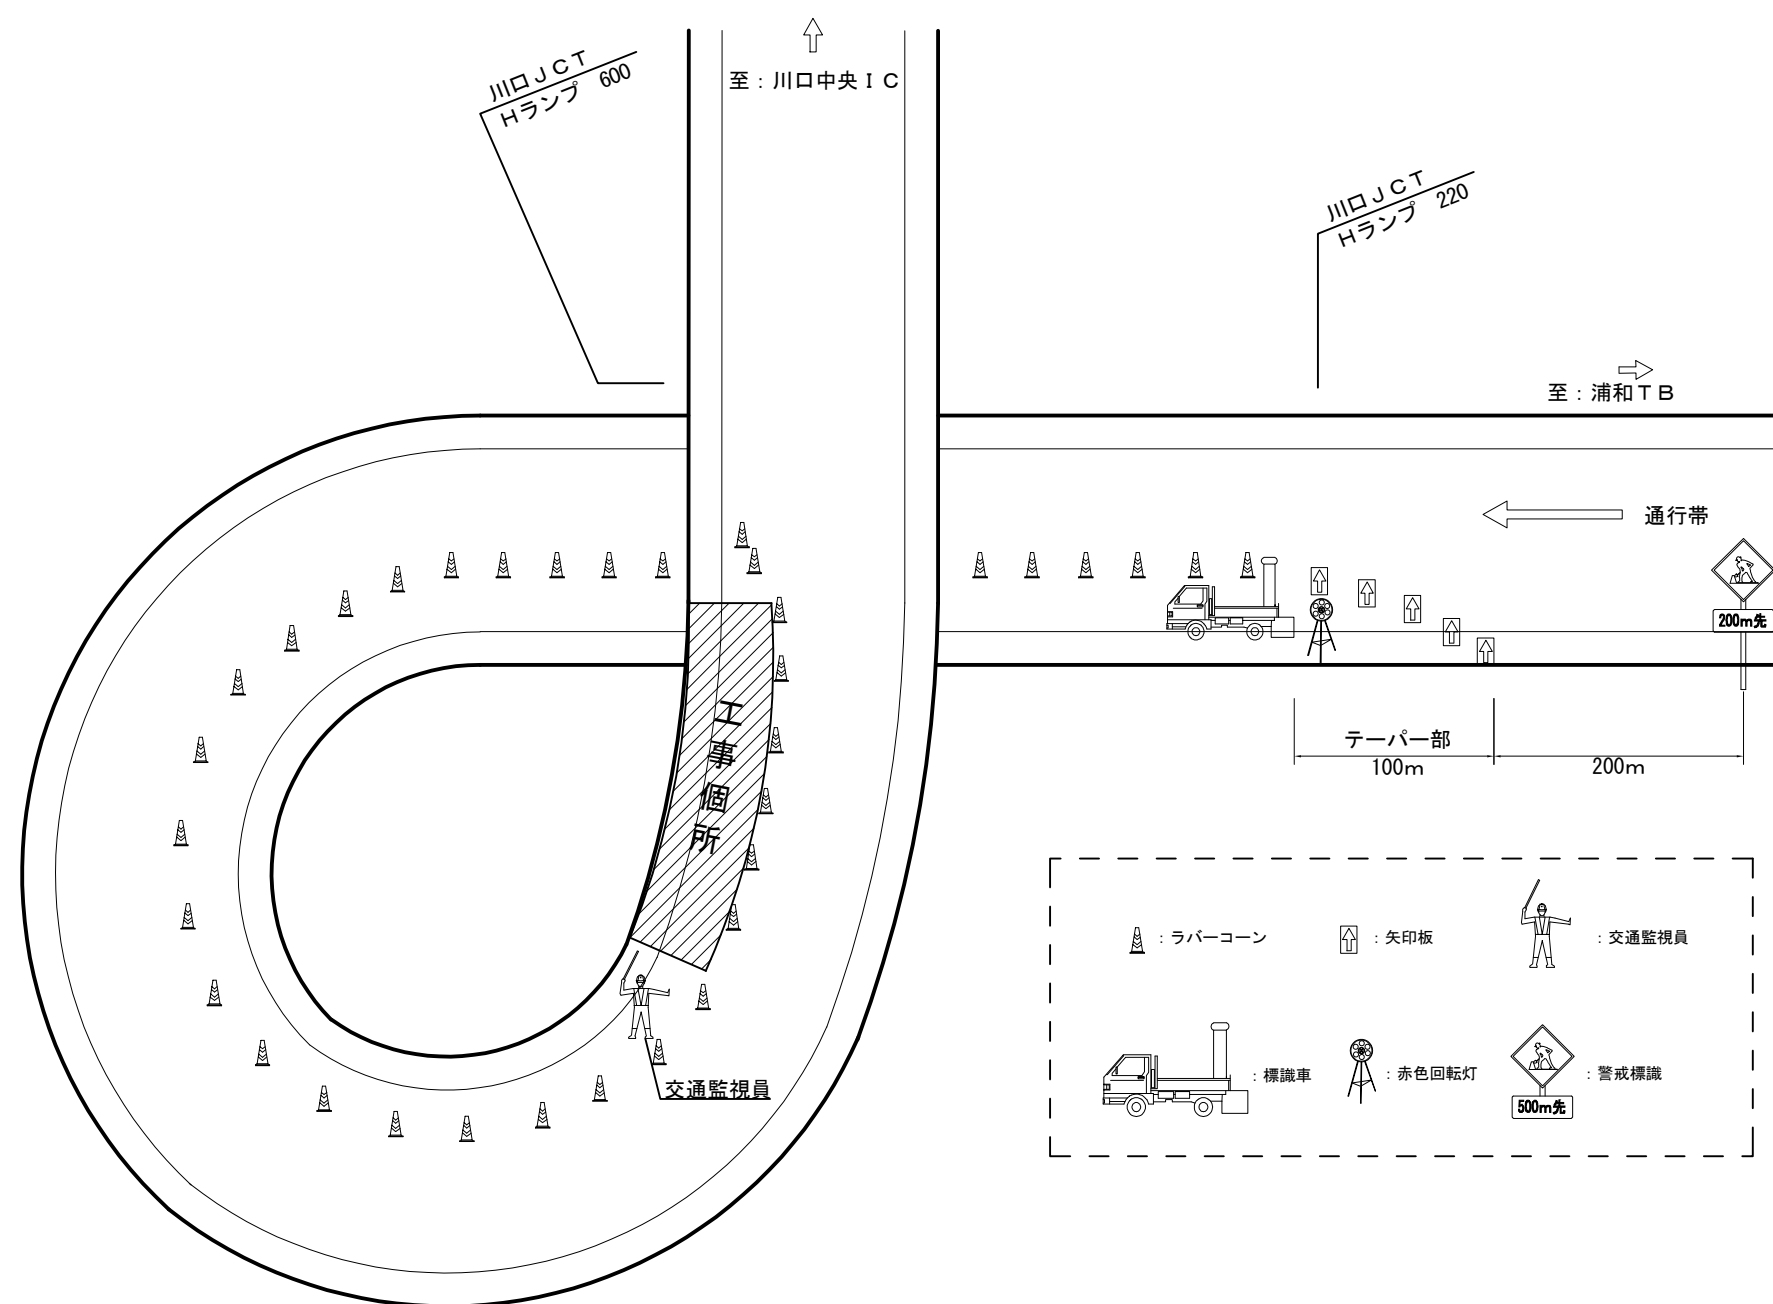 川口ＪＣＴ
Ｈランプ　600
至：川口中央ＩＣ
川口ＪＣＴ
Ｈランプ　220
至：浦和ＴＢ
通行帯
200m先
テーパー部
100m
200m
工事個所
交通監視員
：ラバーコーン
：矢印板
：交通監視員
：標識車
：赤色回転灯
：警戒標識
500m先